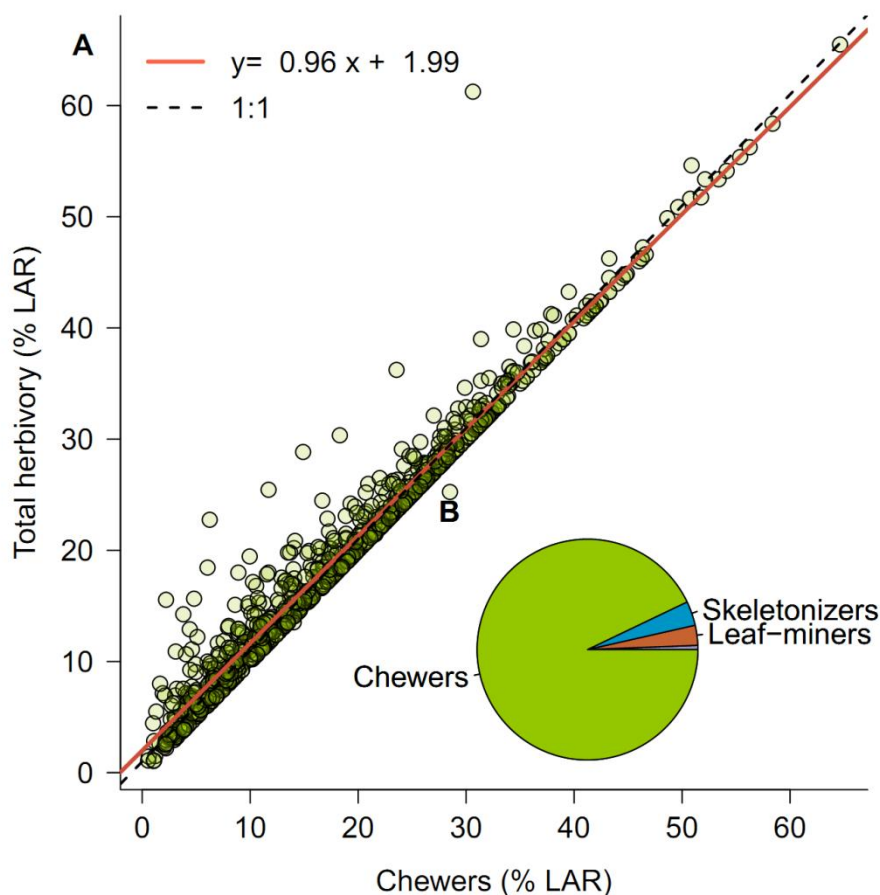 A
y= 0.96 x + 1.99
1:1
Total herbivory (% LAR)
60
50
40
30
20
10
0
B
Skeletonizers
Leaf−miners
Chewers
0 10 20 30 40 50 60
Chewers (% LAR)